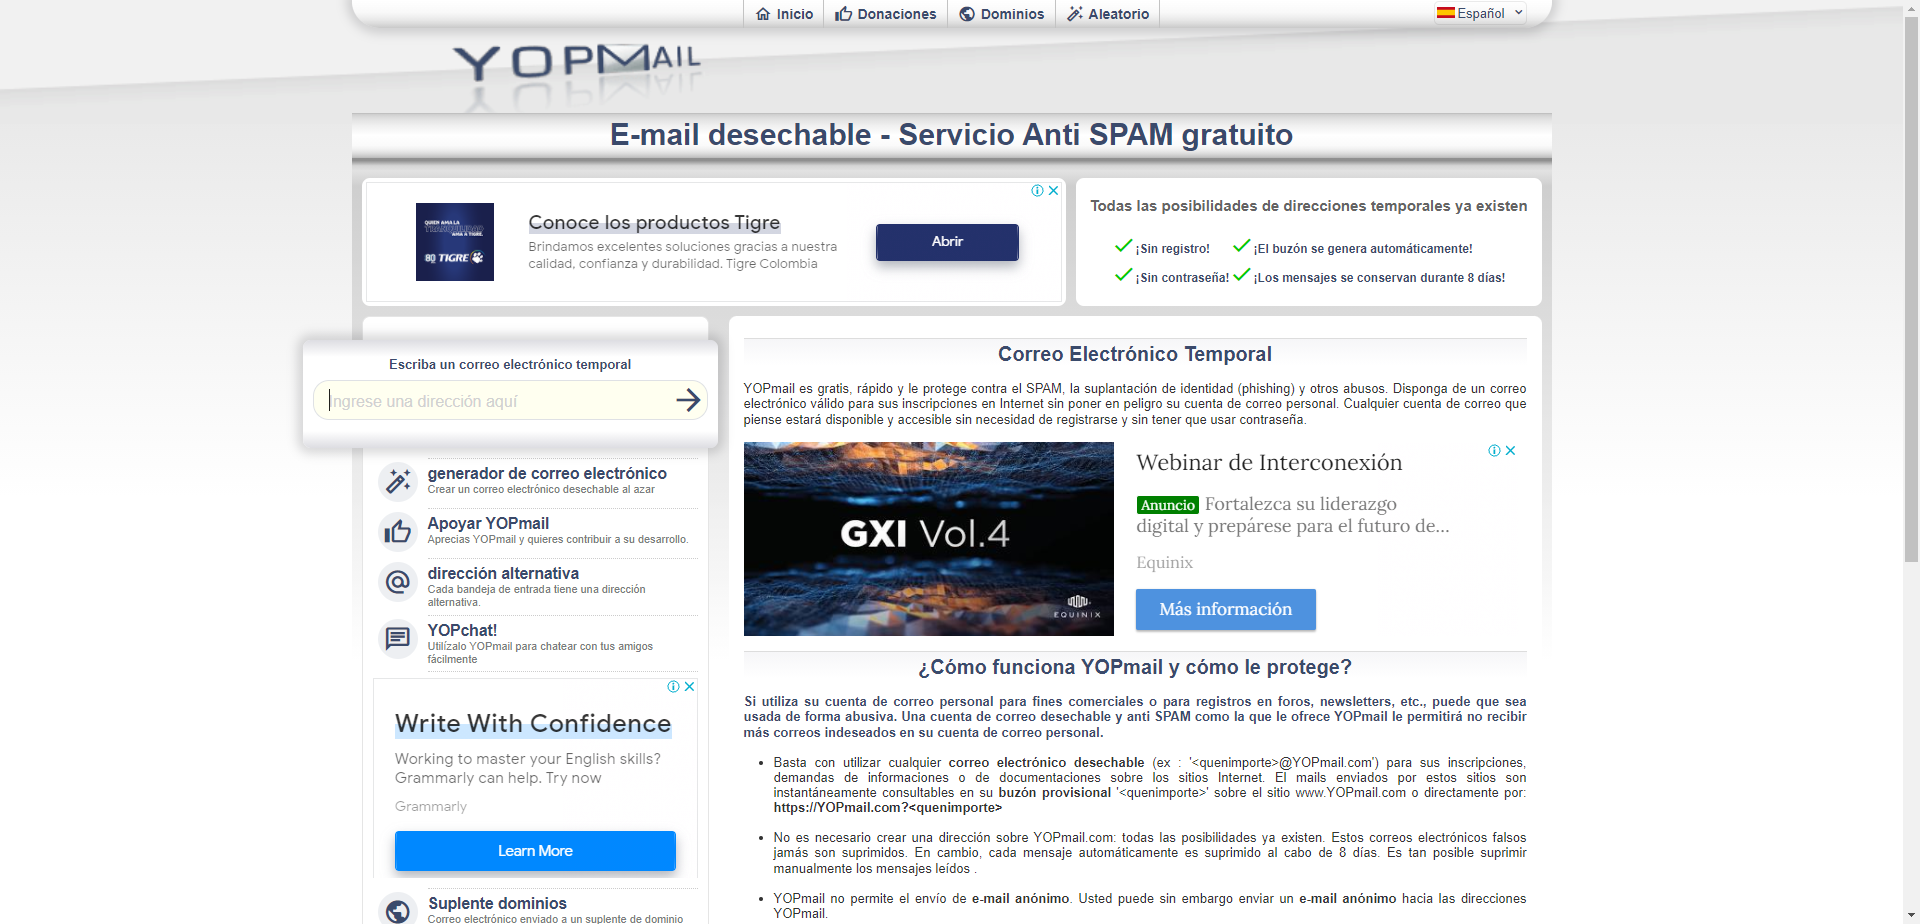 Inicio
Donaciones
Dominios
Aleatorio
Español
YOPMAIL
E-mail desechable - Servicio Anti SPAM gratuito
QUIEN AMA LA
TRANQUILIDAD
AMA A TIGRE.
80 TIGRE
Conoce los productos Tigre
Brindamos excelentes soluciones gracias a nuestra
calidad, confianza y durabilidad. Tigre Colombia
Abrir
Todas las posibilidades de direcciones temporales ya existen
¡Sin registro!
¡El buzón se genera automáticamente!
¡Sin contraseña!
¡Los mensajes se conservan durante 8 días!
Escriba un correo electrónico temporal
Ingrese una dirección aquí
generador de correo electrónico
Crear un correo electrónico desechable al azar
Apoyar YOPmail
Aprecias YOPmail y quieres contribuir a su desarrollo.
dirección alternativa
Cada bandeja de entrada tiene una dirección
alternativa.
YOPchat!
Utilízalo YOPmail para chatear con tus amigos
fácilmente
Write With Confidence
Working to master your English skills?
Grammarly can help. Try now
Grammarly
Learn More
Suplente dominios
Correo electrónico enviado a un suplente de dominio
Correo Electrónico Temporal
YOPmail es gratis, rápido y le protege contra el SPAM, la suplantación de identidad (phishing) y otros abusos. Disponga de un correo
electrónico válido para sus inscripciones en Internet sin poner en peligro su cuenta de correo personal. Cualquier cuenta de correo que
piense estará disponible y accesible sin necesidad de registrarse y sin tener que usar contraseña.
GXI Vol.4
EQUINIX
Webinar de Interconexión
Anuncio Fortalezca su liderazgo
digital y prepárese para el futuro de...
Equinix
Más información
¿Cómo funciona YOPmail y cómo le protege?
Si utiliza su cuenta de correo personal para fines comerciales o para registros en foros, newsletters, etc., puede que sea
usada de forma abusiva. Una cuenta de correo desechable y anti SPAM como la que le ofrece YOPmail le permitirá no recibir
más correos indeseados en su cuenta de correo personal.
• Basta con utilizar cualquier correo electrónico desechable (ex : '<quenimporte>@YOPmail.com') para sus inscripciones,
demandas de informaciones o de documentaciones sobre los sitios Internet. El mails enviados por estos sitios son
instantáneamente consultables en su buzón provisional '<quenimporte>' sobre el sitio www.YOPmail.com o directamente por:
https://YOPmail.com?<quenimporte>
• No es necesario crear una dirección sobre YOPmail.com: todas las posibilidades ya existen. Estos correos electrónicos falsos
jamás son suprimidos. En cambio, cada mensaje automáticamente es suprimido al cabo de 8 días. Es tan posible suprimir
manualmente los mensajes leídos .
• YOPmail no permite el envío de e-mail anónimo. Usted puede sin embargo enviar un e-mail anónimo hacia las direcciones
YOPmail.